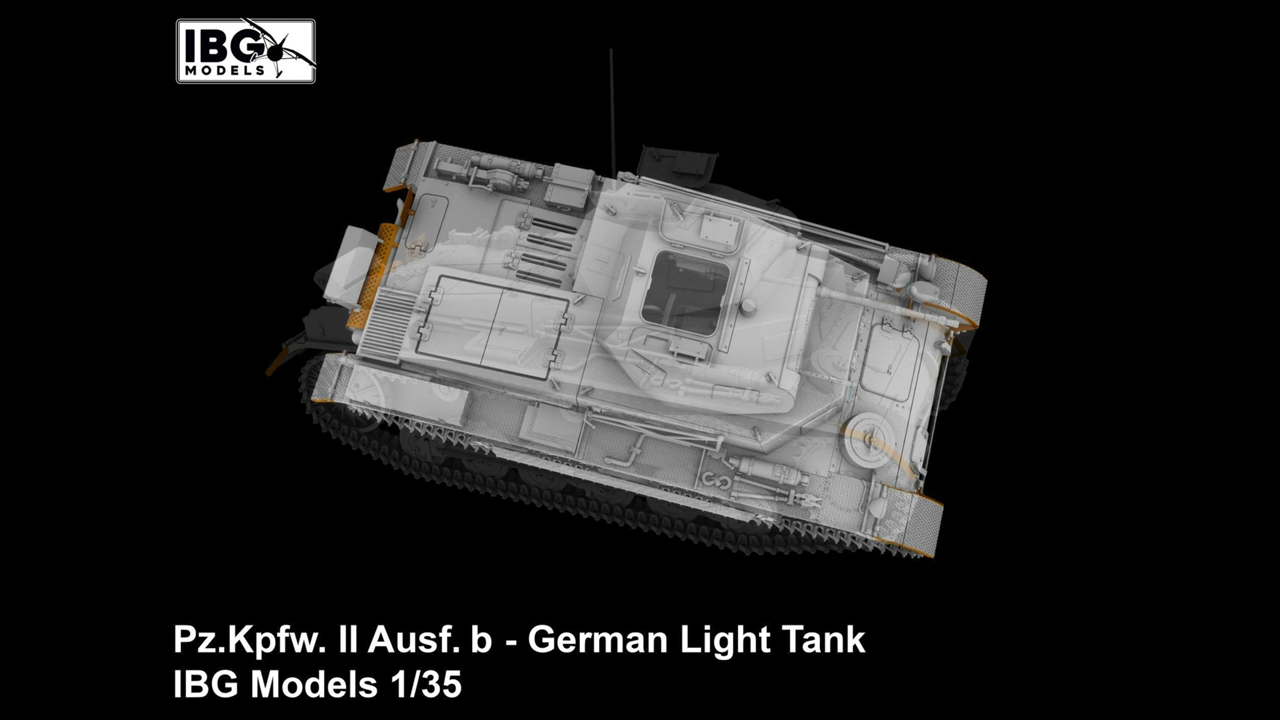 IBG
MODELS
Pz.Kpfw. II Ausf. b - German Light Tank
IBG Models 1/35